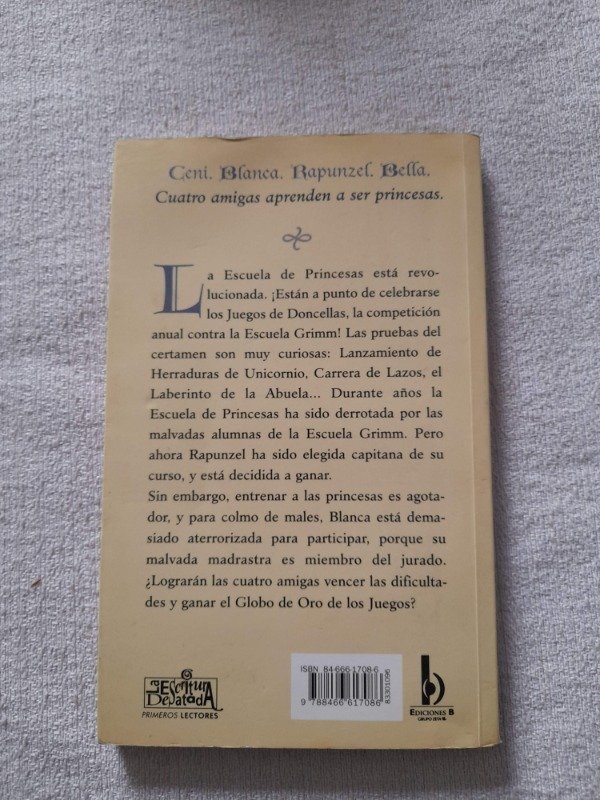 Ceni. Blanca. Rapunzel. Bella.
Cuatro amigas aprenden a ser princesas.
La Escuela de Princesas está revo-
lucionada. ¡Están a punto de celebrarse
los Juegos de Doncellas, la competición
anual contra la Escuela Grimm! Las pruebas del
certamen son muy curiosas: Lanzamiento de
Herraduras de Unicornio, Carrera de Lazos, el
Laberinto de la Abuela... Durante años la
Escuela de Princesas ha sido derrotada por las
malvadas alumnas de la Escuela Grimm. Pero
ahora Rapunzel ha sido elegida capitana de su
curso, y está decidida a ganar.
Sin embargo, entrenar a las princesas es agota-
dor, y para colmo de males, Blanca está dema-
siado aterrorizada para participar, porque su
malvada madrastra es miembro del jurado.
¿Lograrán las cuatro amigas vencer las dificulta-
des y ganar el Globo de Oro de los Juegos?
La Escritura
Desatada
PRIMEROS LECTORES
ISBN 84-666-1708-6
9 788466 617086
83301096
b
EDICIONES B
GRUPO ZETA